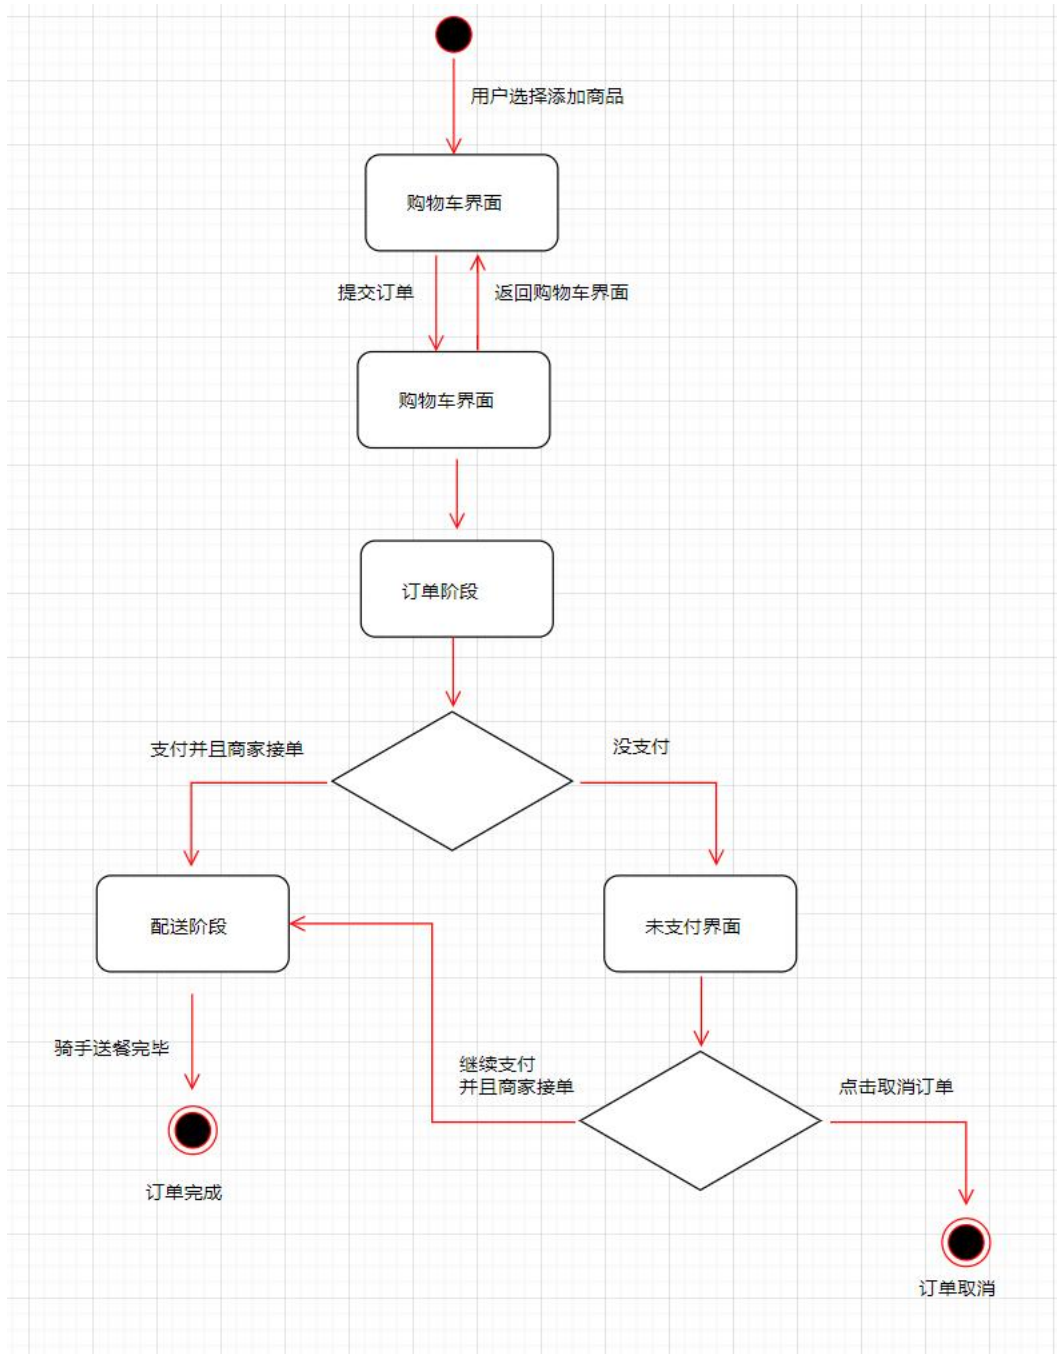 用户选择添加商品
购物车界面
提交订单
返回购物车界面
购物车界面
订单阶段
支付并且商家接单
没支付
配送阶段
未支付界面
骑手送餐完毕
继续支付
并且商家接单
点击取消订单
订单完成
订单取消